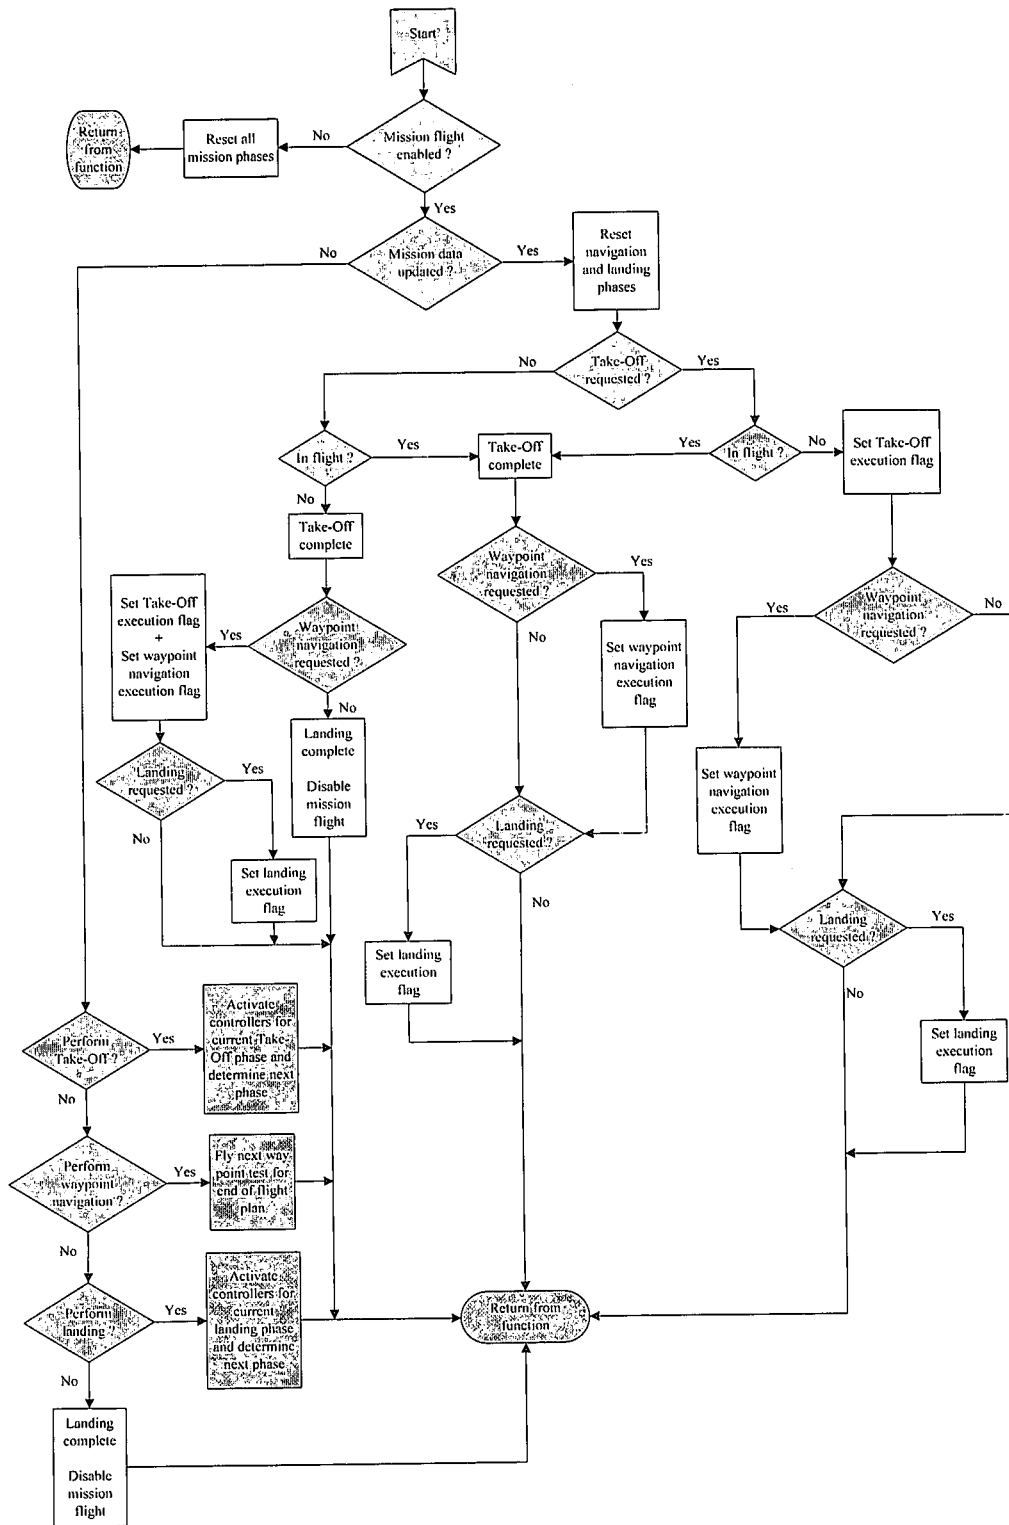 Start
Mission flight
enabled ?
No
Reset all
mission phases
Return
from
function
Yes
Mission data
updated ?
No
Yes
Reset
navigation
and landing
phases
Take-Off
requested ?
No
Yes
In flight ?
Yes
Take-Off
complete
Yes
In flight ?
No
Set Take-Off
execution flag
No
Take-Off
complete
Waypoint
navigation
requested ?
Yes
No
Waypoint
navigation
requested ?
Yes
No
Set Take-Off
execution flag
+
Set waypoint
navigation
execution flag
Yes
Waypoint
navigation
requested ?
No
Set waypoint
navigation
execution
flag
Landing
requested ?
Yes
No
Landing
complete
Disable
mission
flight
Set landing
execution
flag
Landing
requested ?
Yes
No
Set landing
execution
flag
Set waypoint
navigation
execution
flag
Landing
requested ?
Yes
No
Set landing
execution
flag
Perform
Take-Off ?
Yes
Activate
controllers for
current Take-
Off phase and
determine next
phase
No
Perform
waypoint
navigation ?
Yes
Fly next way
point test for
end of flight
plan
No
Perform
landing ?
Yes
Activate
controllers for
current
landing phase
and determine
next phase
Return from
function
No
Landing
complete
Disable
mission
flight